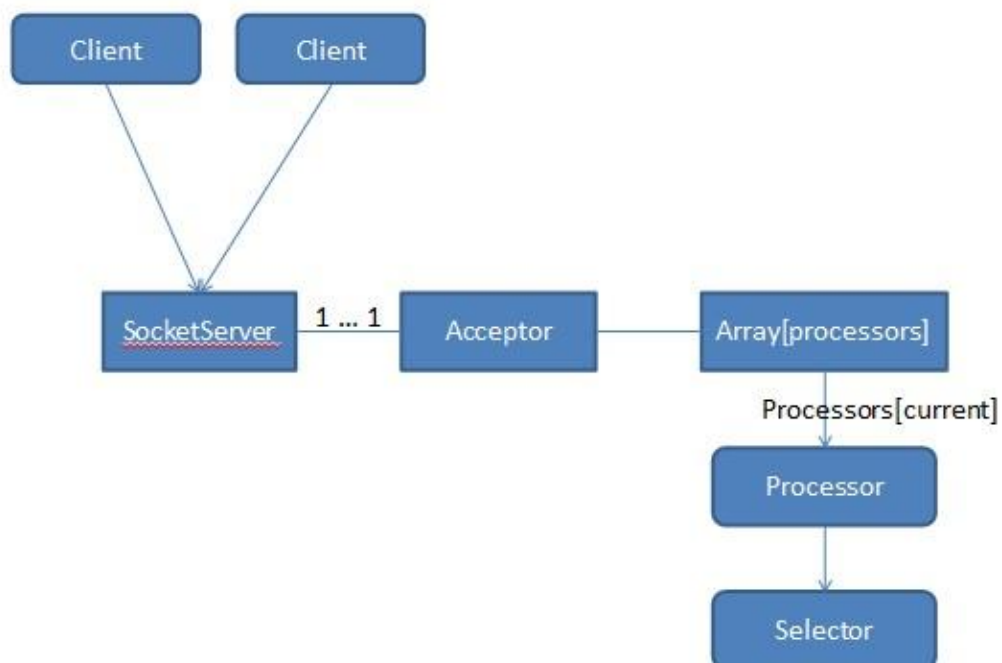 Client
Client
SocketServer
1 ... 1
Acceptor
Array[processors]
Processors[current]
Processor
Selector